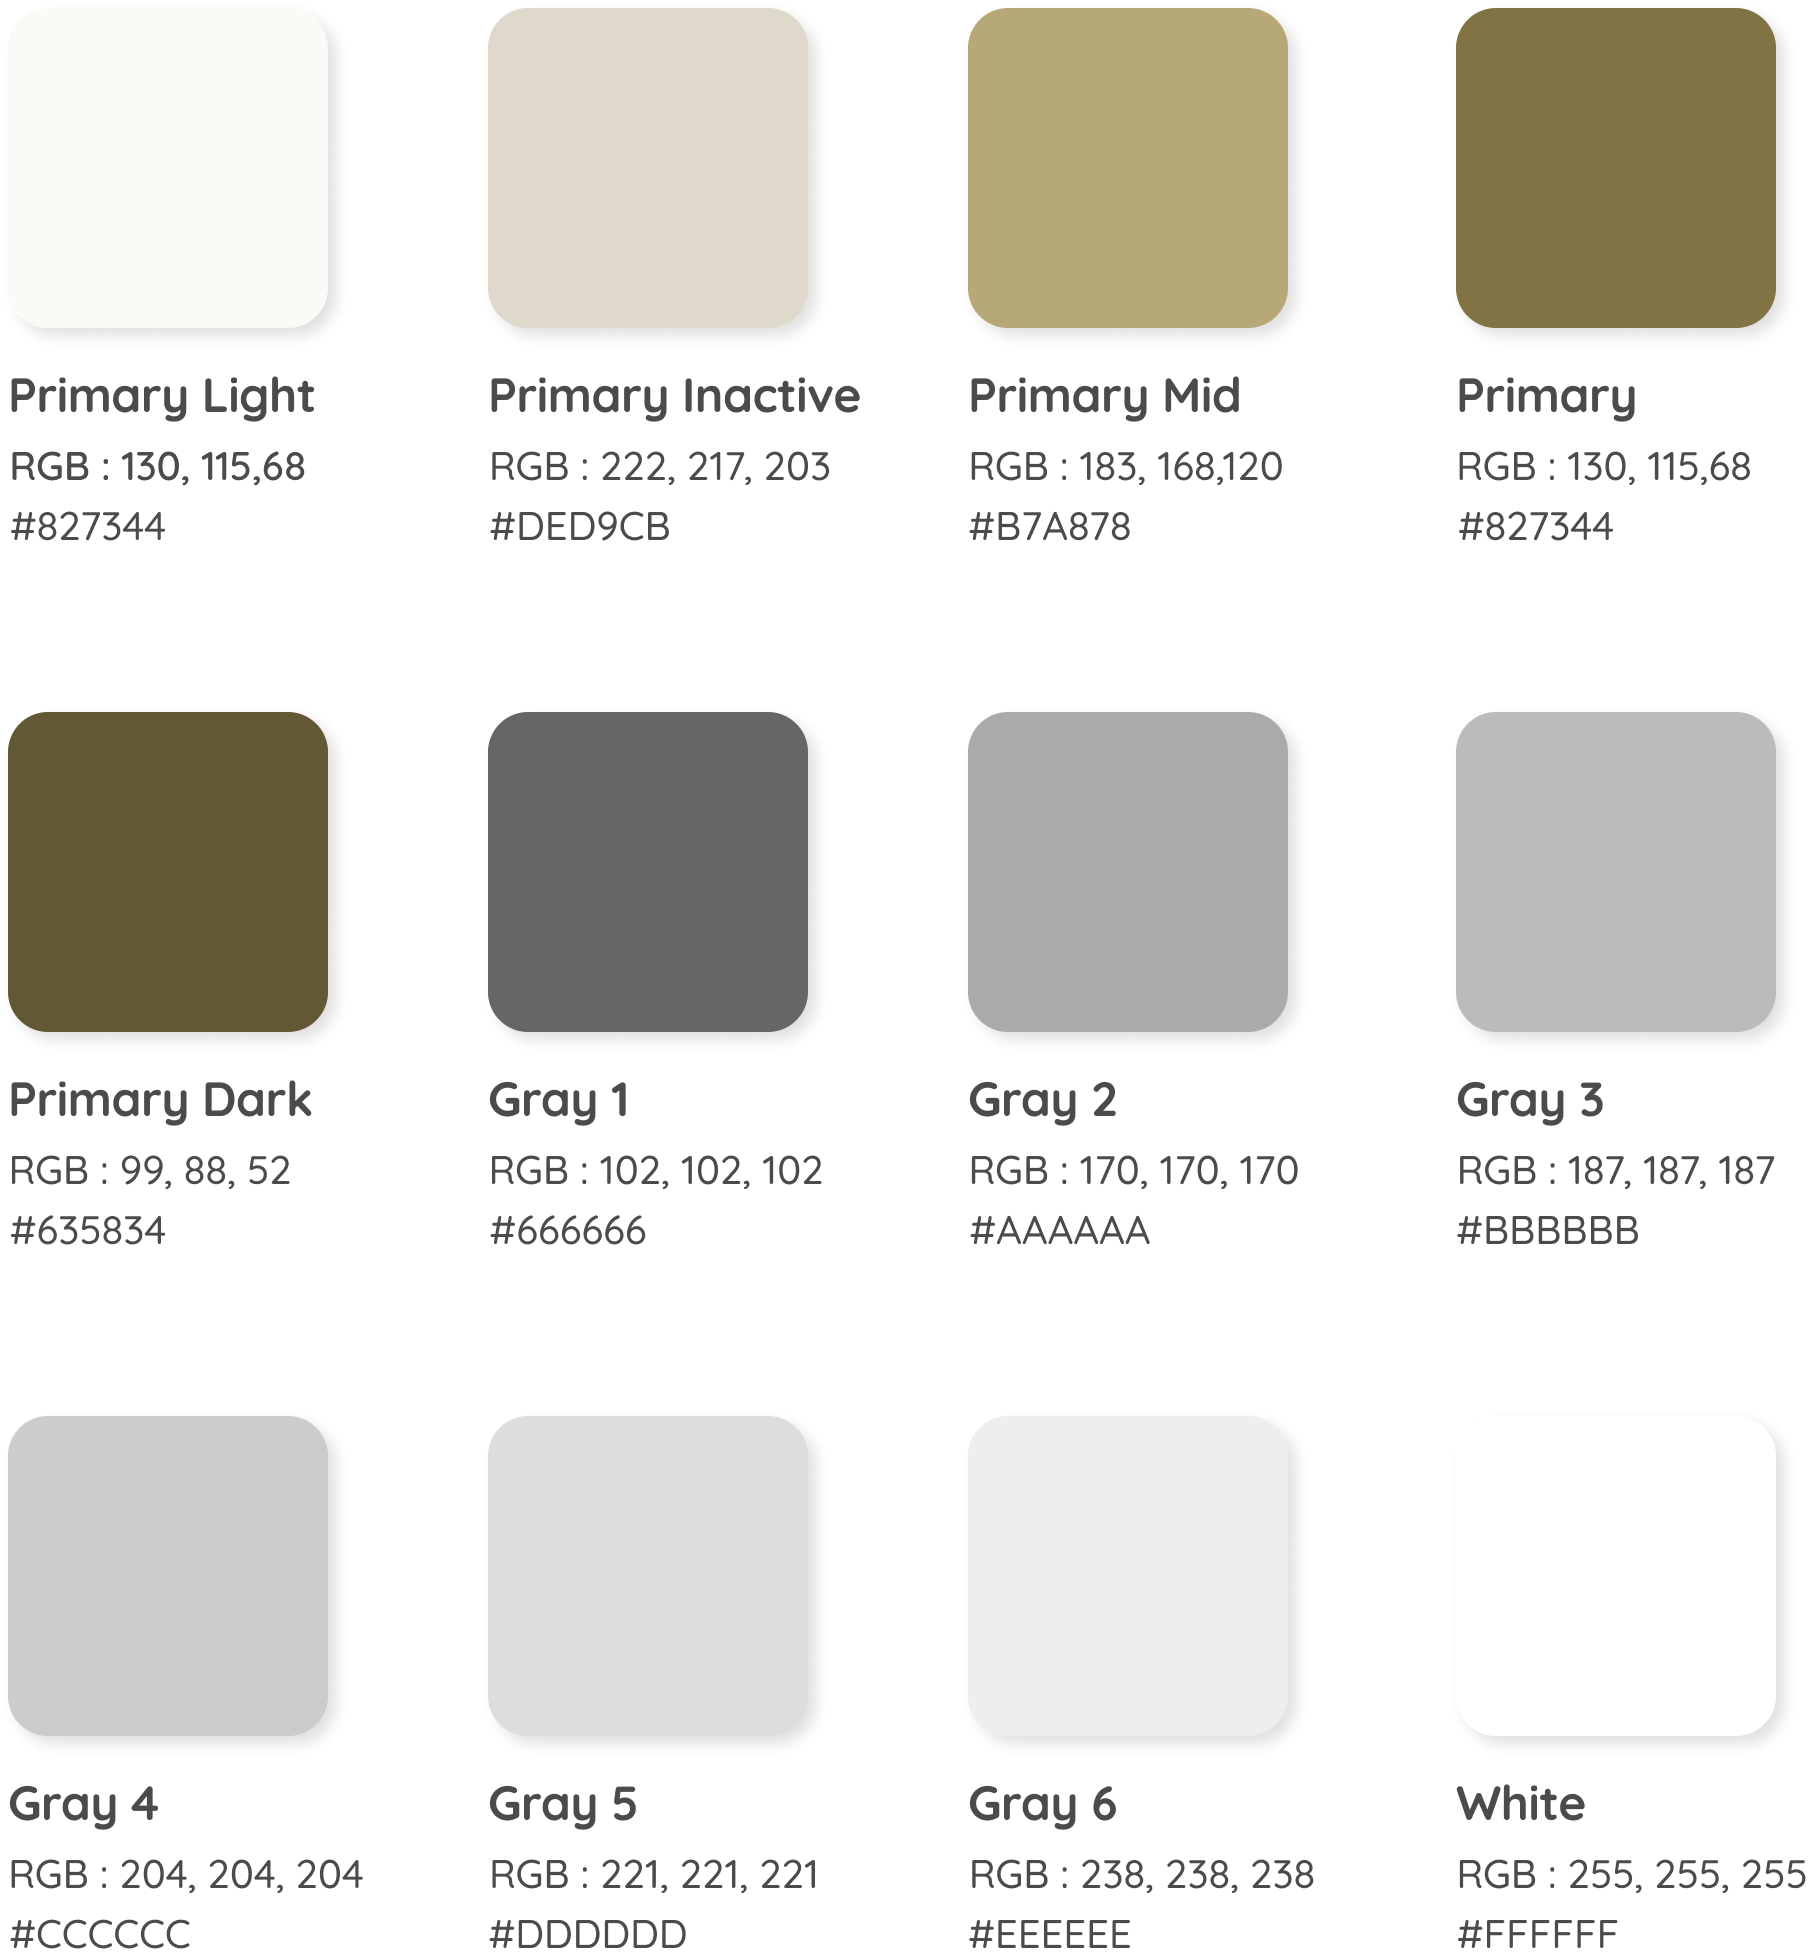 Primary Light
RGB : 130, 115,68
#827344
Primary Inactive
RGB : 222, 217, 203
#DED9CB
Primary Mid
RGB : 183, 168,120
#B7A878
Primary
RGB : 130, 115,68
#827344
Primary Dark
RGB : 99, 88, 52
#635834
Gray 1
RGB : 102, 102, 102
#666666
Gray 2
RGB : 170, 170, 170
#AAAAAA
Gray 3
RGB : 187, 187, 187
#BBBBBB
Gray 4
RGB : 204, 204, 204
#CCCCCC
Gray 5
RGB : 221, 221, 221
#DDDDDD
Gray 6
RGB : 238, 238, 238
#EEEEEE
White
RGB : 255, 255, 255
#FFFFFF